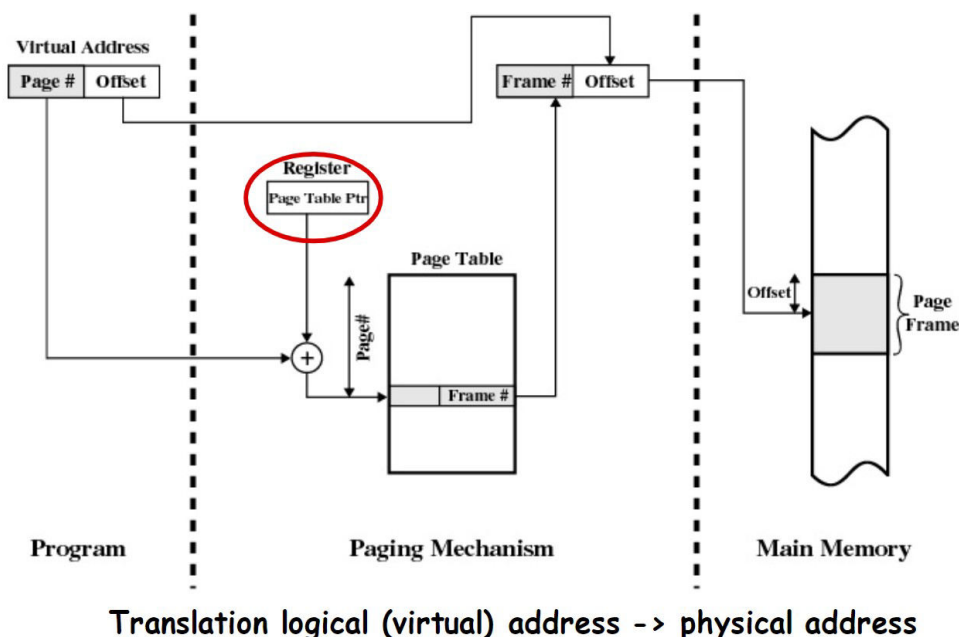 Virtual Address
Page # Offset
Frame # Offset
Register
Page Table Ptr
Page Table
Page#
Frame #
+
Offset
Page
Frame
Program
Paging Mechanism
Main Memory
Translation logical (virtual) address -> physical address